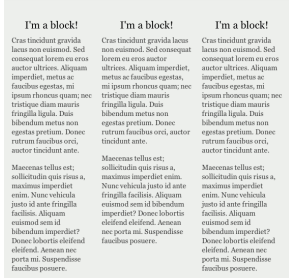 I'm a block!
Cras tincidunt gravida
lacus non euismod. Sed
consequat lorem eu eros
auctor ultrices. Aliquam
imperdiet, metus ac
faucibus egestas, mi
ipsum rhoncus quam; nec
tristique diam mauris
fringilla ligula. Duis
bibendum metus non
egestas pretium. Donec
rutrum faucibus orci, auctor
tincidunt ante.
Maecenas tellus est;
sollicitudin quis risus a,
maximus imperdiet
enim. Nunc vehicula
justo id ante fringilla
facilisis. Aliquam
euismod sem id
bibendum imperdiet?
Donec lobortis eleifend
eleifend. Aenean nec
porta mi. Suspendisse
faucibus posuere.
I'm a block!
Cras tincidunt gravida lacus
non euismod. Sed consequat
lorem eu eros auctor
ultrices. Aliquam imperdiet,
metus ac faucibus egestas,
mi ipsum rhoncus quam; nec
tristique diam mauris
fringilla ligula. Duis
bibendum metus non
egestas pretium. Donec
rutrum faucibus orci, auctor
tincidunt ante.
Maecenas tellus est;
sollicitudin quis risus a,
maximus imperdiet enim.
Nunc vehicula justo id ante
fringilla facilisis. Aliquam
euismod sem id bibendum
imperdiet? Donec lobortis
eleifend eleifend. Aenean
nec porta mi. Suspendisse
faucibus posuere.
I'm a block!
Cras tincidunt gravida
lacus non euismod. Sed
consequat lorem eu eros
auctor ultrices. Aliquam
imperdiet, metus ac
faucibus egestas, mi
ipsum rhoncus quam; nec
tristique diam mauris
fringilla ligula. Duis
bibendum metus non
egestas pretium. Donec
rutrum faucibus orci,
auctor tincidunt ante.
Maecenas tellus est;
sollicitudin quis risus a,
maximus imperdiet
enim. Nunc vehicula
justo id ante fringilla
facilisis. Aliquam
euismod sem id
bibendum imperdiet?
Donec lobortis eleifend
eleifend. Aenean nec
porta mi. Suspendisse
faucibus posuere.